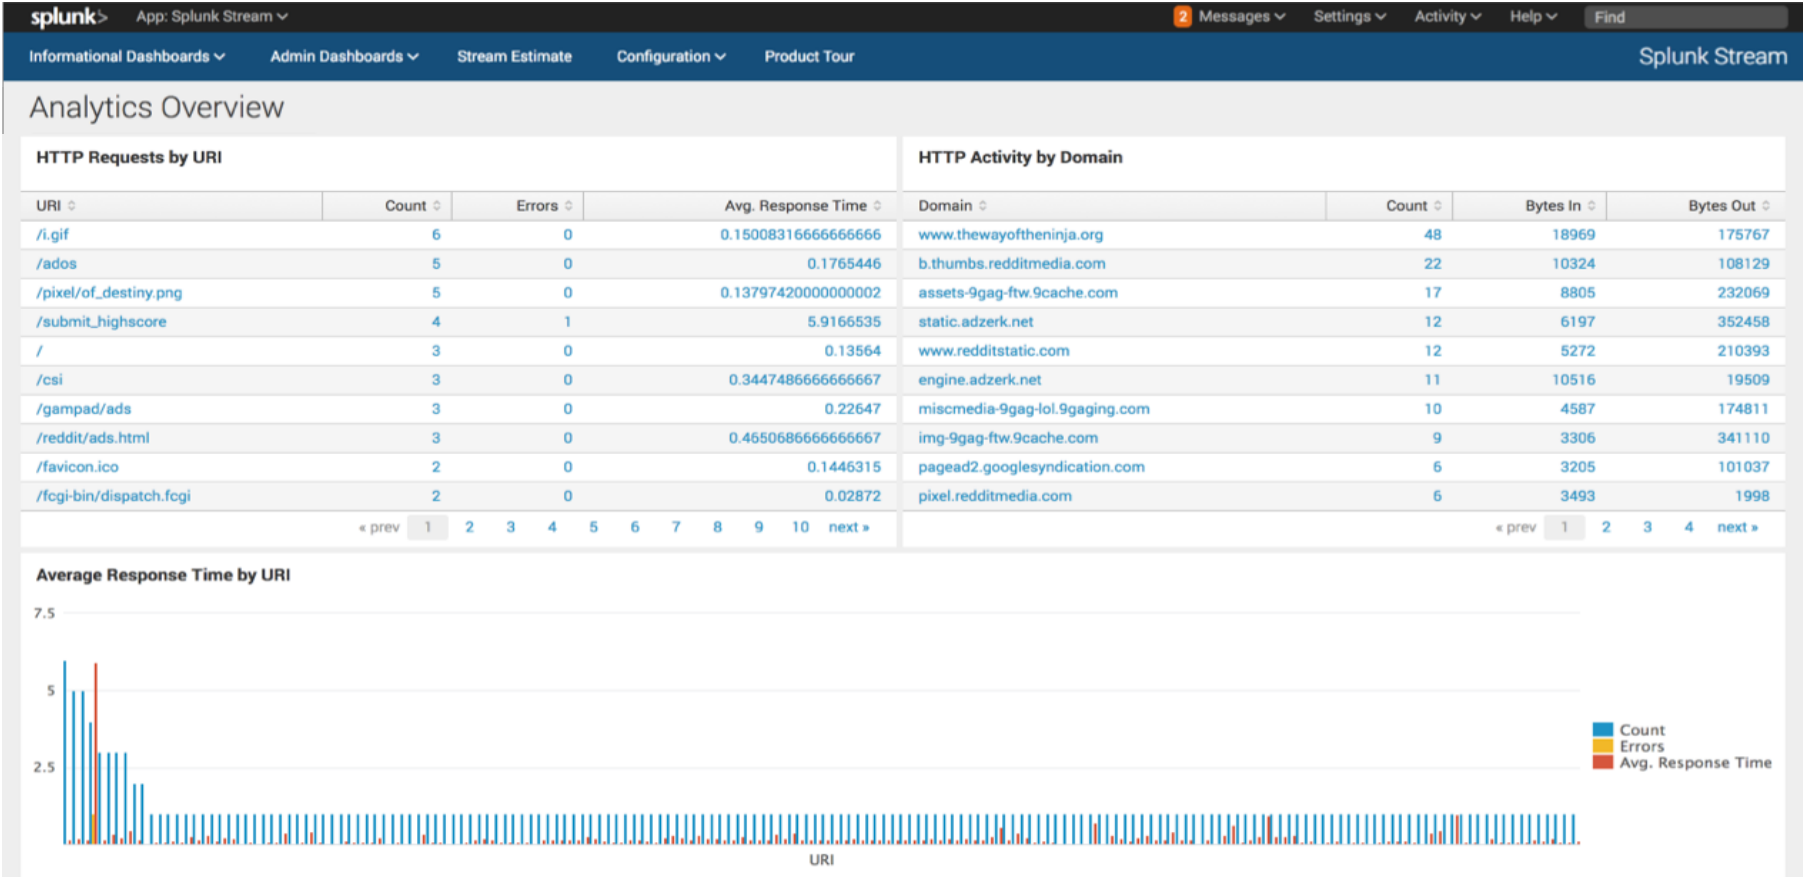 splunk> App: Splunk Stream 2 Messages Settings Activity Help Find
Informational Dashboards Admin Dashboards Stream Estimate Configuration Product Tour Splunk Stream
Analytics Overview
HTTP Requests by URI
URI Count Errors Avg. Response Time
/i.gif 6 0 0.15008316666666666
/ados 5 0 0.1765446
/pixel/of_destiny.png 5 0 0.13797420000000002
/submit_highscore 4 1 5.9166535
/ 3 0 0.13564
/csi 3 0 0.3447486666666667
/gampad/ads 3 0 0.22647
/reddit/ads.html 3 0 0.4650686666666667
/favicon.ico 2 0 0.1446315
/fcgi-bin/dispatch.fcgi 2 0 0.02872
« prev 1 2 3 4 5 6 7 8 9 10 next »
HTTP Activity by Domain
Domain Count Bytes In Bytes Out
www.thewayoftheninja.org 48 18969 175767
b.thumbs.redditmedia.com 22 10324 108129
assets-9gag-ftw.9cache.com 17 8805 232069
static.adzerk.net 12 6197 352458
www.redditstatic.com 12 5272 210393
engine.adzerk.net 11 10516 19509
miscmedia-9gag-lol.9gaging.com 10 4587 174811
img-9gag-ftw.9cache.com 9 3306 341110
pagead2.googlesyndication.com 6 3205 101037
pixel.redditmedia.com 6 3493 1998
« prev 1 2 3 4 next »
Average Response Time by URI
7.5
5
2.5
URI
Count
Errors
Avg. Response Time